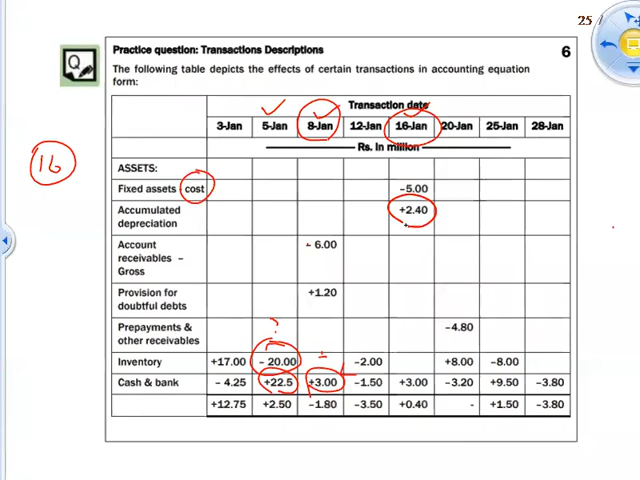 25 /
Practice question: Transactions Descriptions 6
The following table depicts the effects of certain transactions in accounting equation
form:
Transaction date
3-Jan 5-Jan 8-Jan 12-Jan 16-Jan 20-Jan 25-Jan 28-Jan
Rs. In million
16
ASSETS:
Fixed assets - cost –5.00
Accumulated
depreciation +2.40
Account
receivables –
Gross – 6.00
Provision for
doubtful debts +1.20
Prepayments &
other receivables –4.80
?
Inventory +17.00 – 20.00 –2.00 +8.00 –8.00
Cash & bank – 4.25 +22.5 +3.00 –1.50 +3.00 –3.20 +9.50 –3.80
+12.75 +2.50 –1.80 –3.50 +0.40 - +1.50 –3.80